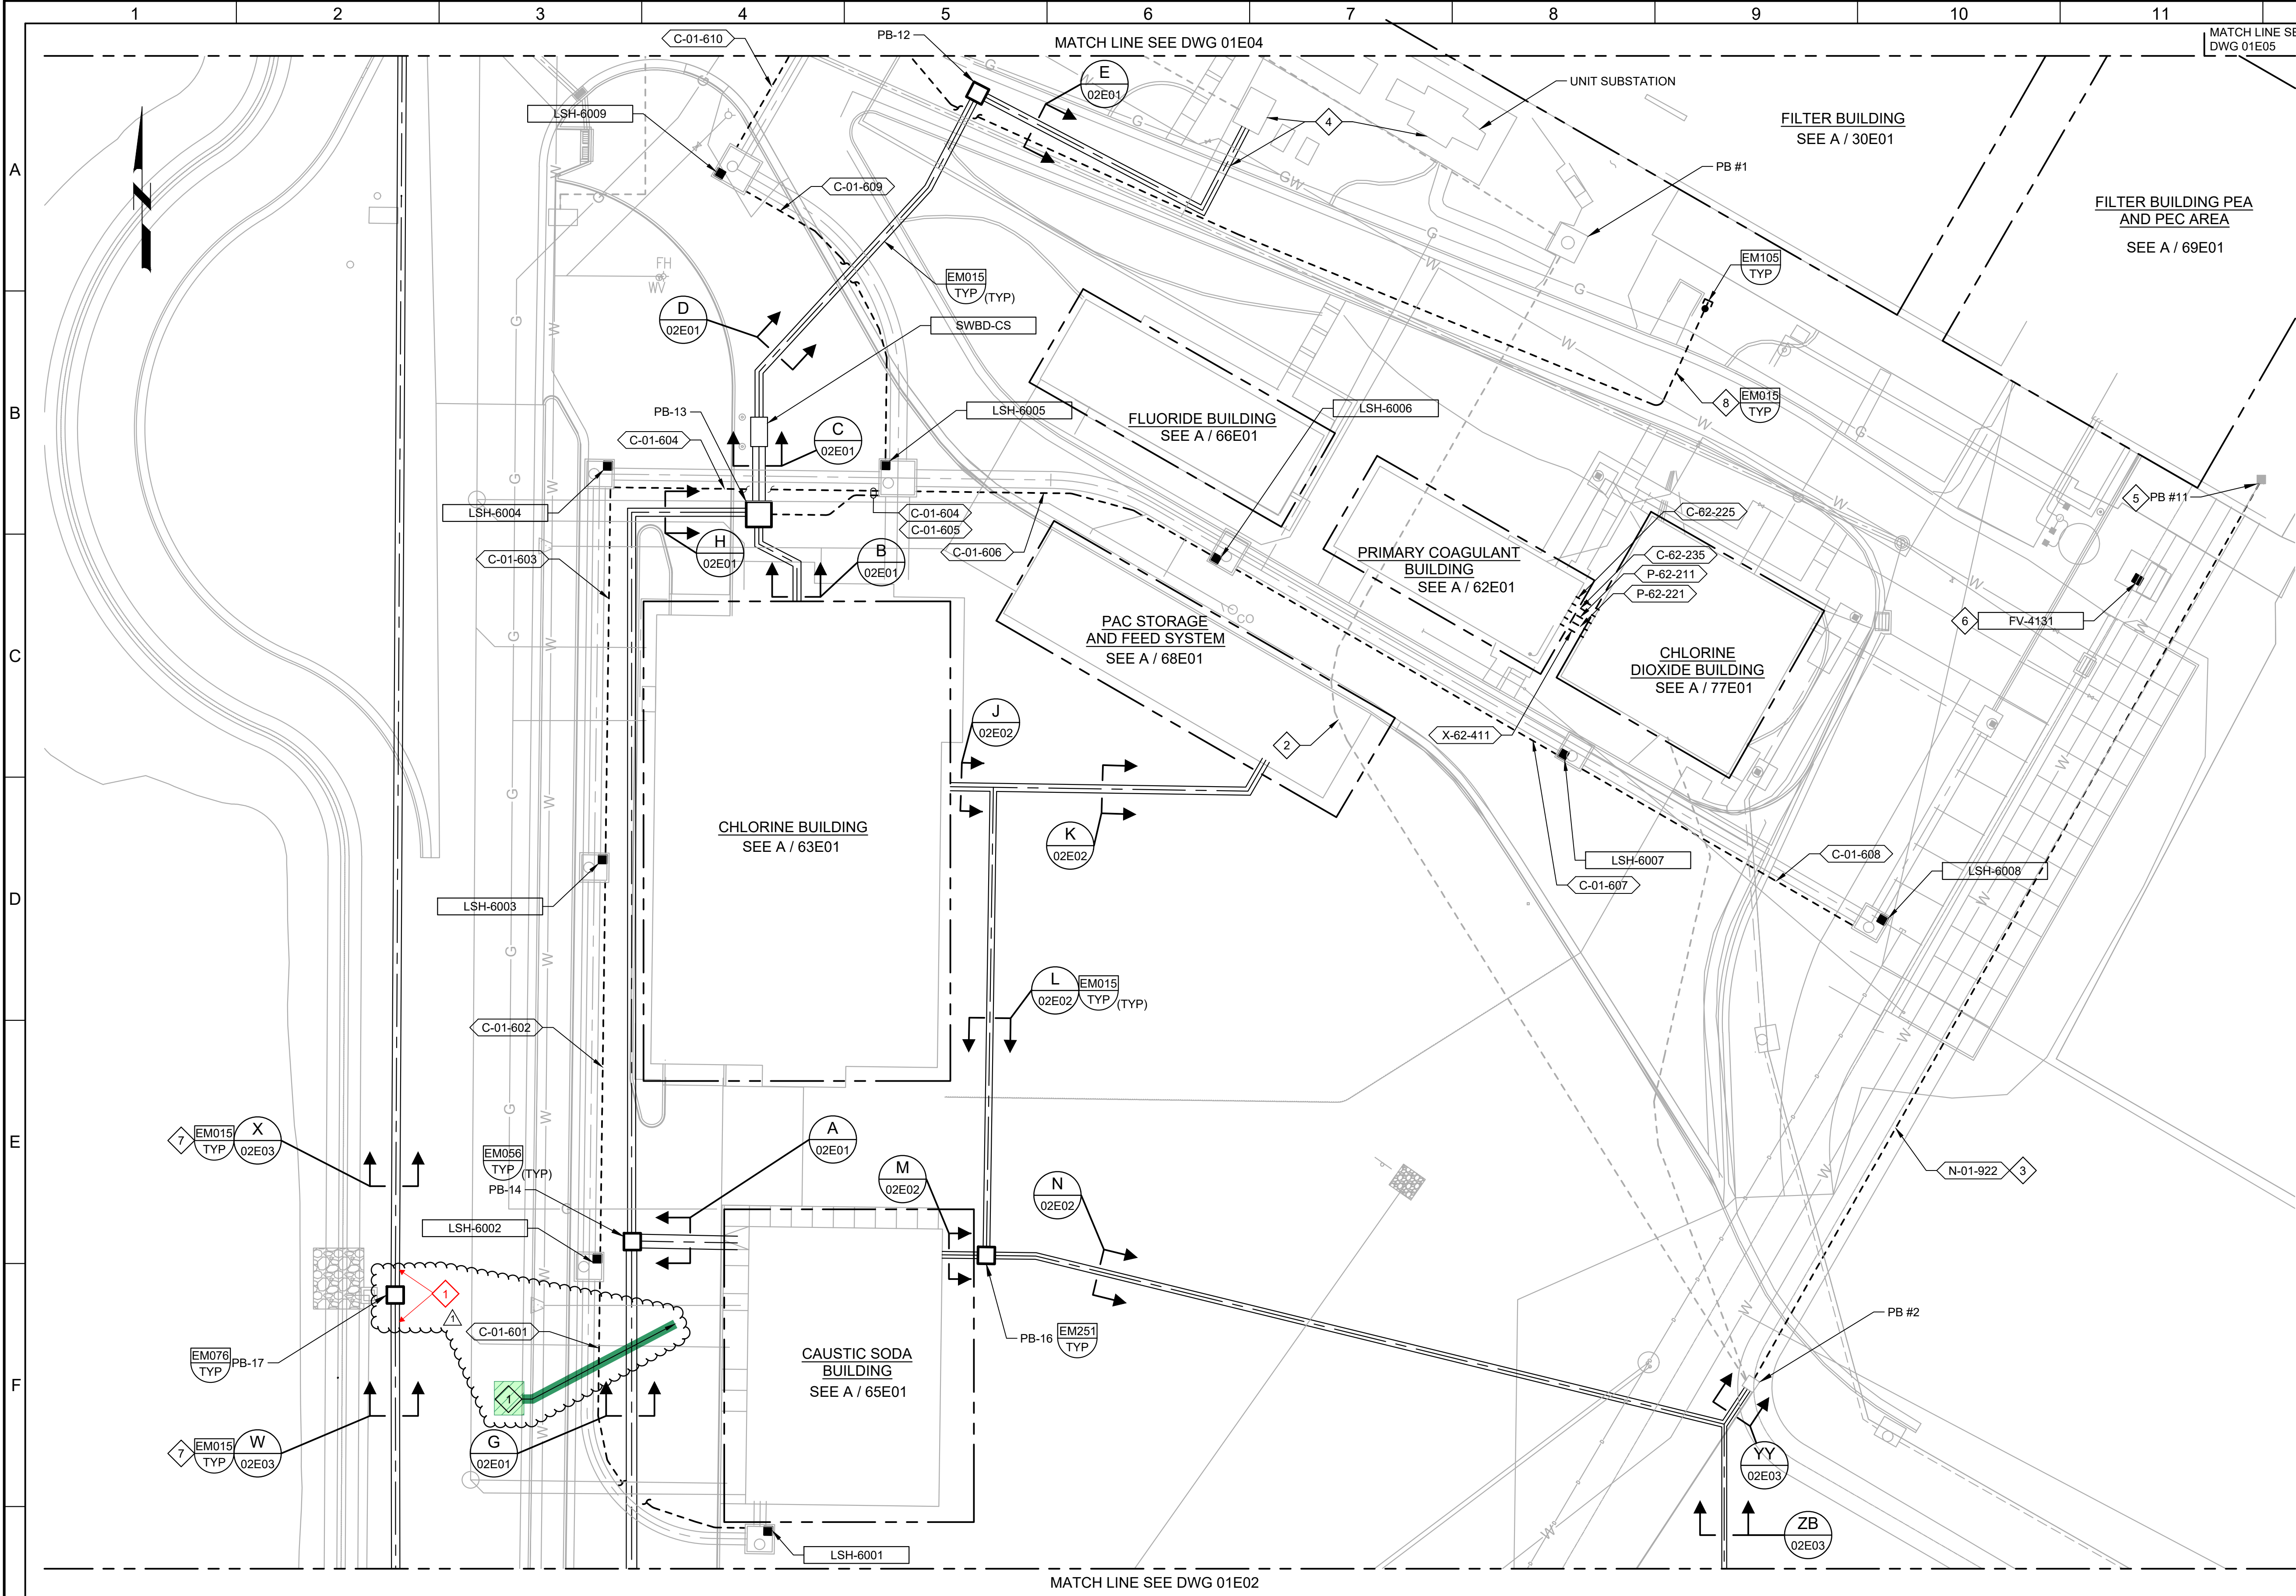 1 2 3 4 5 6 7 8 9 10 11
A
B
C
D
E
F
MATCH LINE SEE DWG 01E04
MATCH LINE SE
DWG 01E05
C-01-610
PB-12
E
02E01
UNIT SUBSTATION
FILTER BUILDING
SEE A / 30E01
LSH-6009
4
PB #1
C-01-609
FILTER BUILDING PEA
AND PEC AREA
SEE A / 69E01
G
W
GW
FH
WV
EM105
TYP
EM015
TYP
(TYP)
D
02E01
SWBD-CS
8
EM015
TYP
PB-13
LSH-6005
LSH-6006
FLUORIDE BUILDING
SEE A / 66E01
C-01-604
C
02E01
LSH-6004
C-01-604
C-01-605
C-62-225
5
PB #11
H
02E01
B
02E01
C-01-606
C-01-603
PRIMARY COAGULANT
BUILDING
SEE A / 62E01
C-62-235
P-62-211
P-62-221
CO
PAC STORAGE
AND FEED SYSTEM
SEE A / 68E01
6
FV-4131
CHLORINE
DIOXIDE BUILDING
SEE A / 77E01
J
02E02
2
X-62-411
CHLORINE BUILDING
SEE A / 63E01
K
02E02
LSH-6007
C-01-608
C-01-607
LSH-6008
LSH-6003
L
02E02
EM015
TYP
(TYP)
C-01-602
7
EM015
TYP
X
02E03
EM056
TYP
(TYP)
A
02E01
PB-14
M
02E02
N
02E02
N-01-922
3
LSH-6002
1
1
C-01-601
PB #2
PB-16
EM251
TYP
EM076
TYP
PB-17
CAUSTIC SODA
BUILDING
SEE A / 65E01
1
7
EM015
TYP
W
02E03
G
02E01
YY
02E03
ZB
02E03
LSH-6001
MATCH LINE SEE DWG 01E02